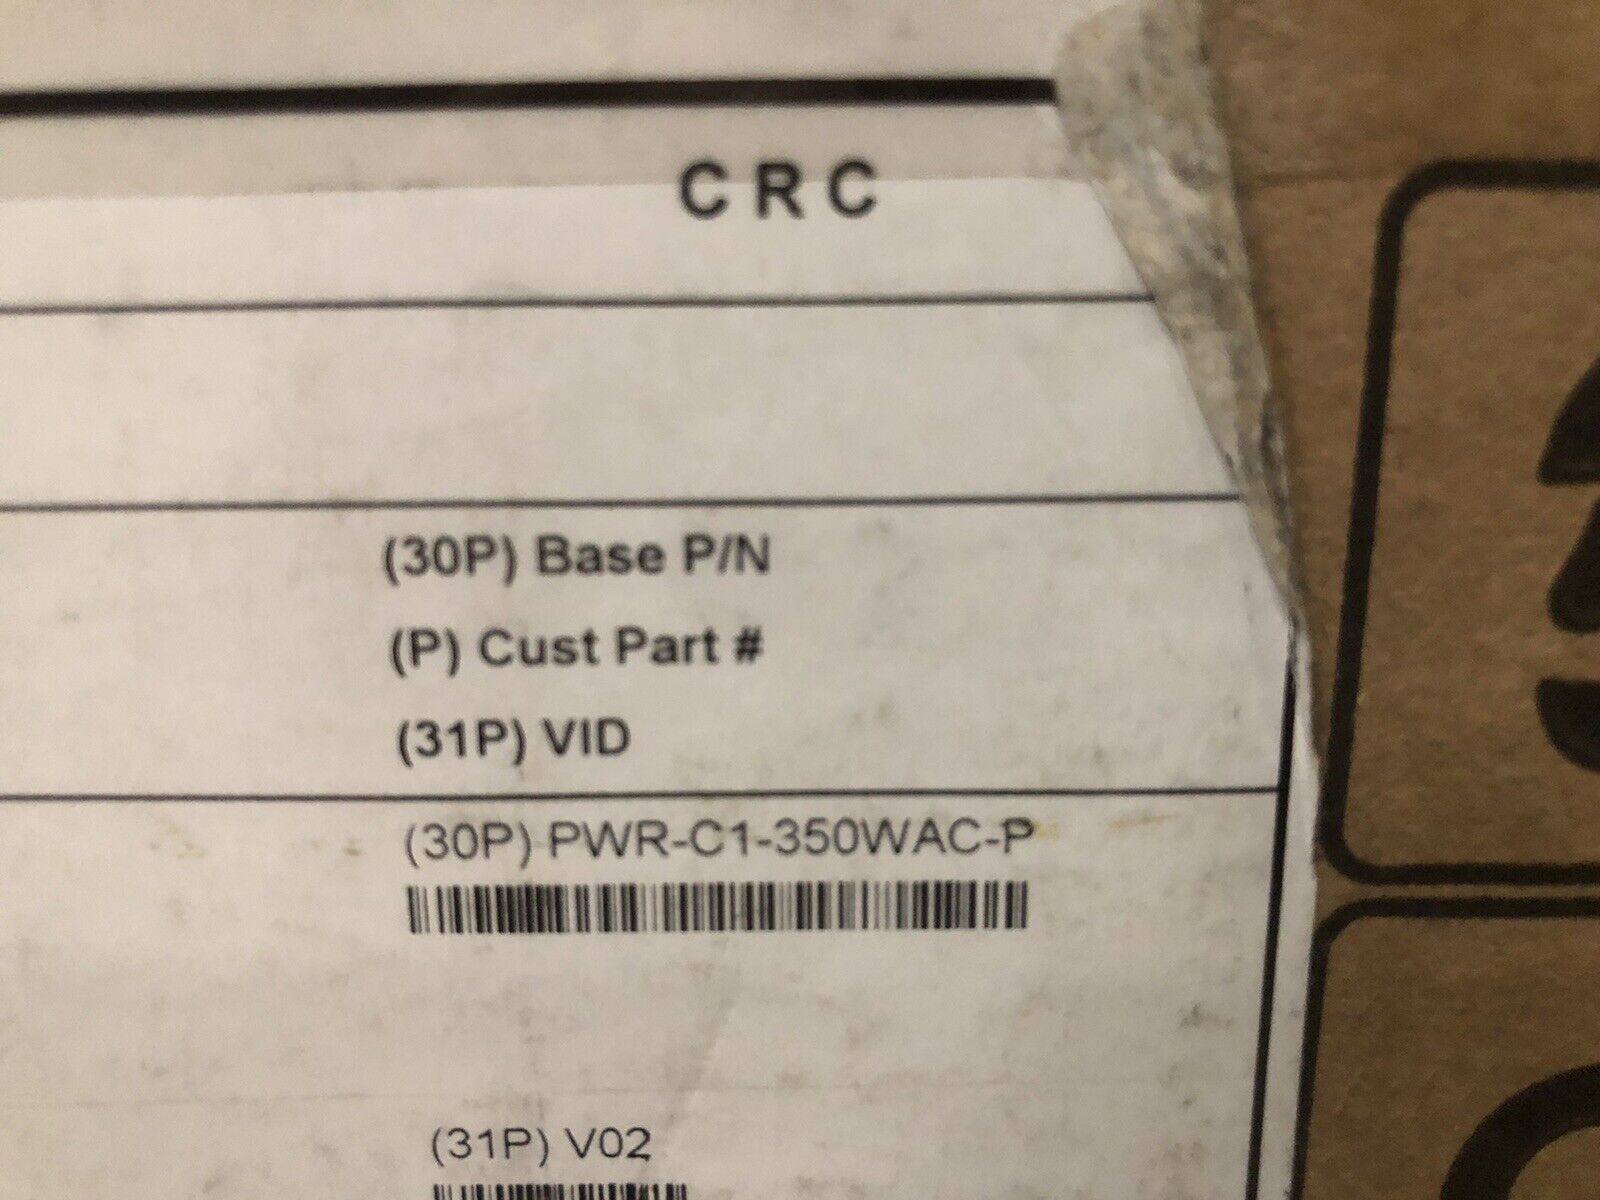 CRC
(30P) Base P/N
(P) Cust Part #
(31P) VID
(30P) PWR-C1-350WAC-P
(31P) V02